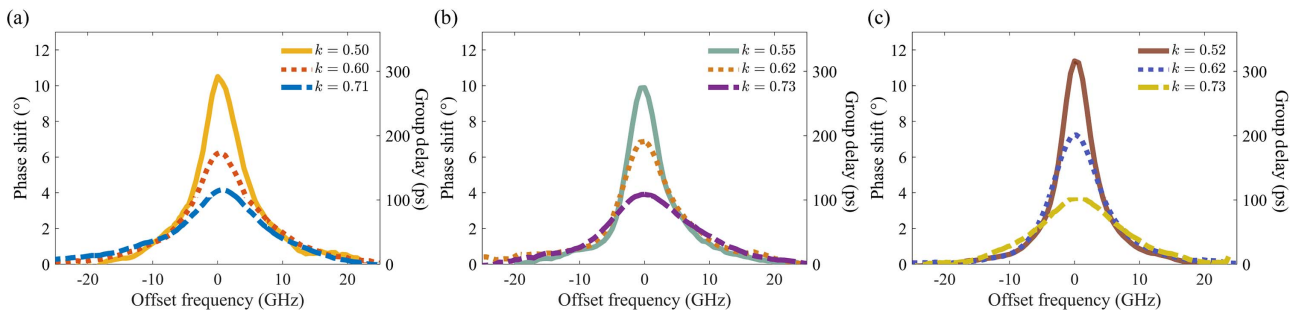 (a)
12
10
8
6
4
2
0
Phase shift (°)
k = 0.50
k = 0.60
k = 0.71
300
200
100
0
Group delay (ps)
-20 -10 0 10 20
Offset frequency (GHz)
(b)
12
10
8
6
4
2
0
Phase shift (°)
k = 0.55
k = 0.62
k = 0.73
300
200
100
0
Group delay (ps)
-20 -10 0 10 20
Offset frequency (GHz)
(c)
12
10
8
6
4
2
0
Phase shift (°)
k = 0.52
k = 0.62
k = 0.73
300
200
100
0
Group delay (ps)
-20 -10 0 10 20
Offset frequency (GHz)